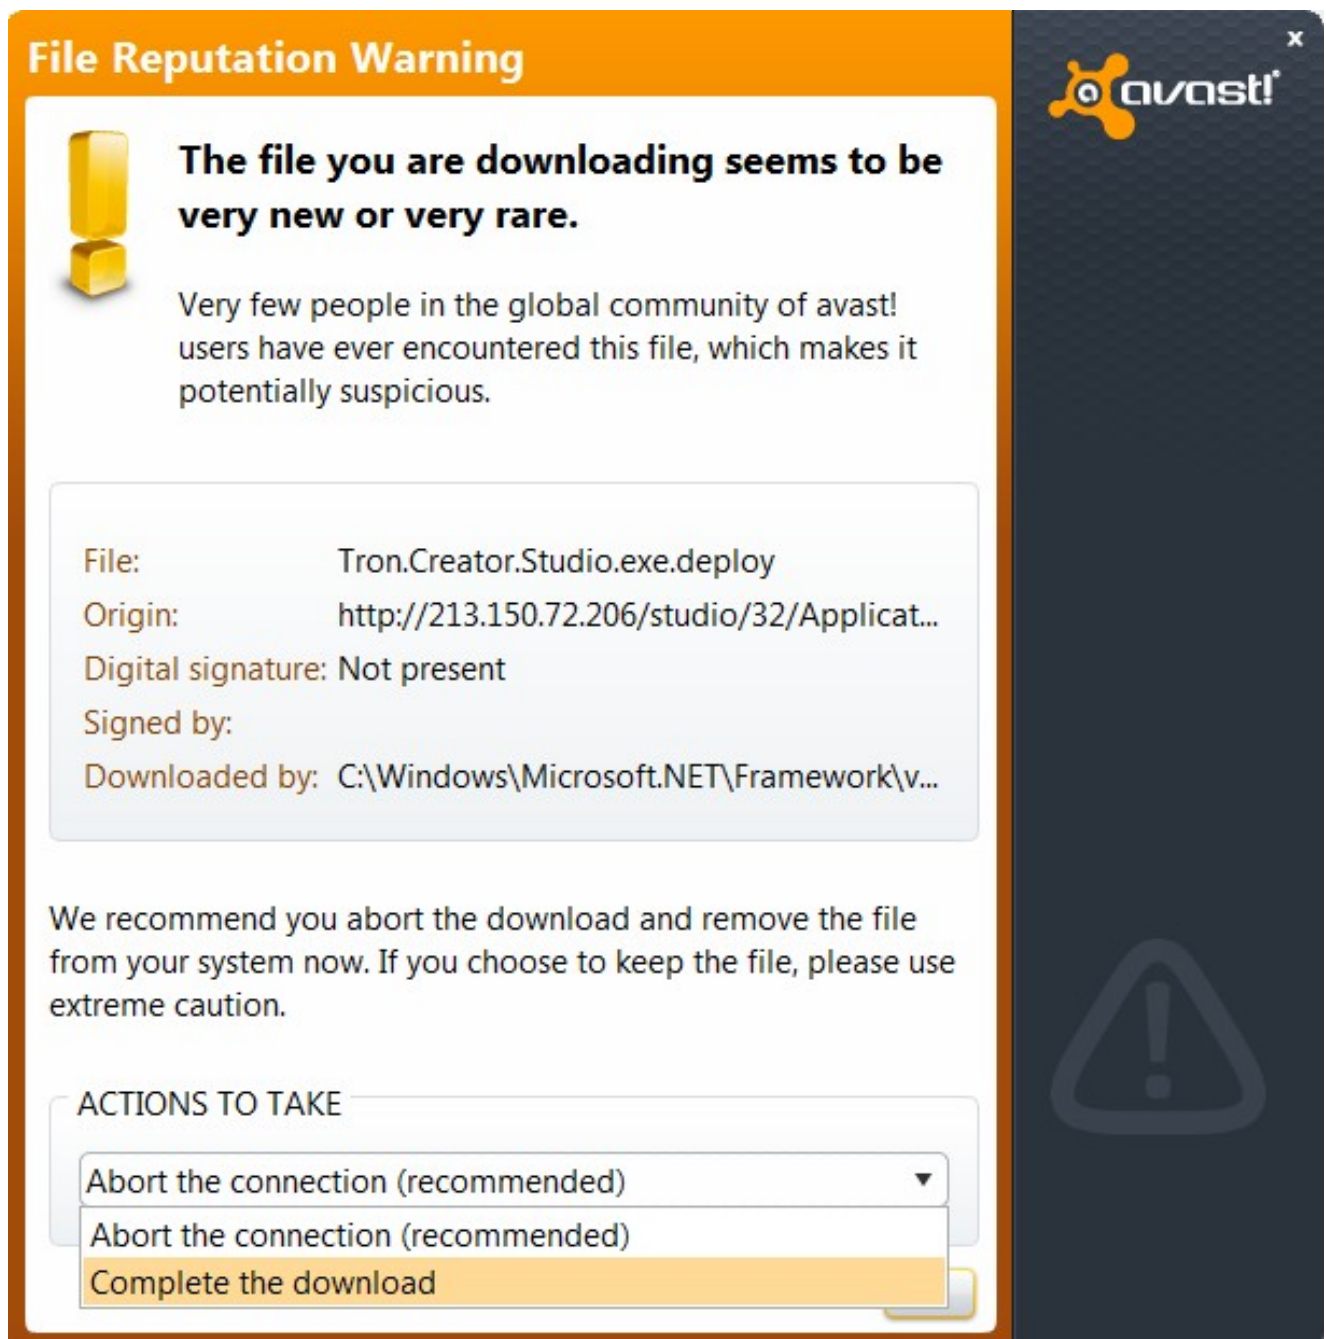 File Reputation Warning
x
avast!
The file you are downloading seems to be
very new or very rare.
Very few people in the global community of avast!
users have ever encountered this file, which makes it
potentially suspicious.
File: Tron.Creator.Studio.exe.deploy
Origin: http://213.150.72.206/studio/32/Applicat...
Digital signature: Not present
Signed by:
Downloaded by: C:\Windows\Microsoft.NET\Framework\v...
We recommend you abort the download and remove the file
from your system now. If you choose to keep the file, please use
extreme caution.
ACTIONS TO TAKE
Abort the connection (recommended)
Abort the connection (recommended)
Complete the download